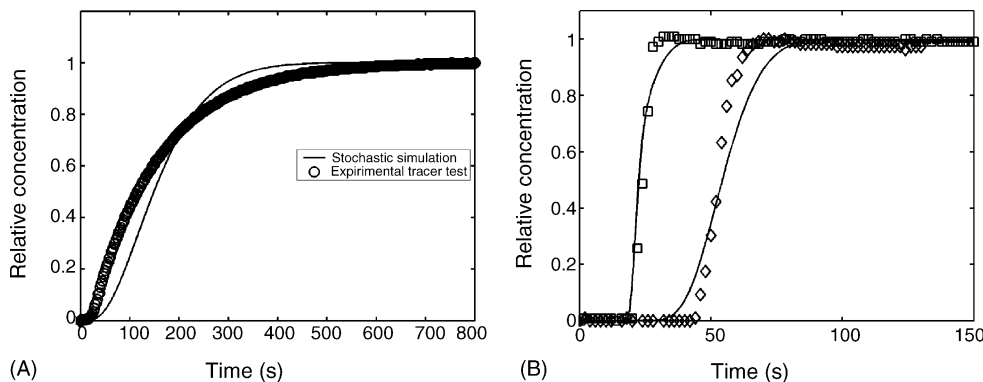 1
0.8
0.6
0.4
0.2
0
Relative concentration
0 100 200 300 400 500 600 700 800
Time (s)
(A)
Stochastic simulation
Expirimental tracer test
1
0.8
0.6
0.4
0.2
0
Relative concentration
0 50 100 150
Time (s)
(B)